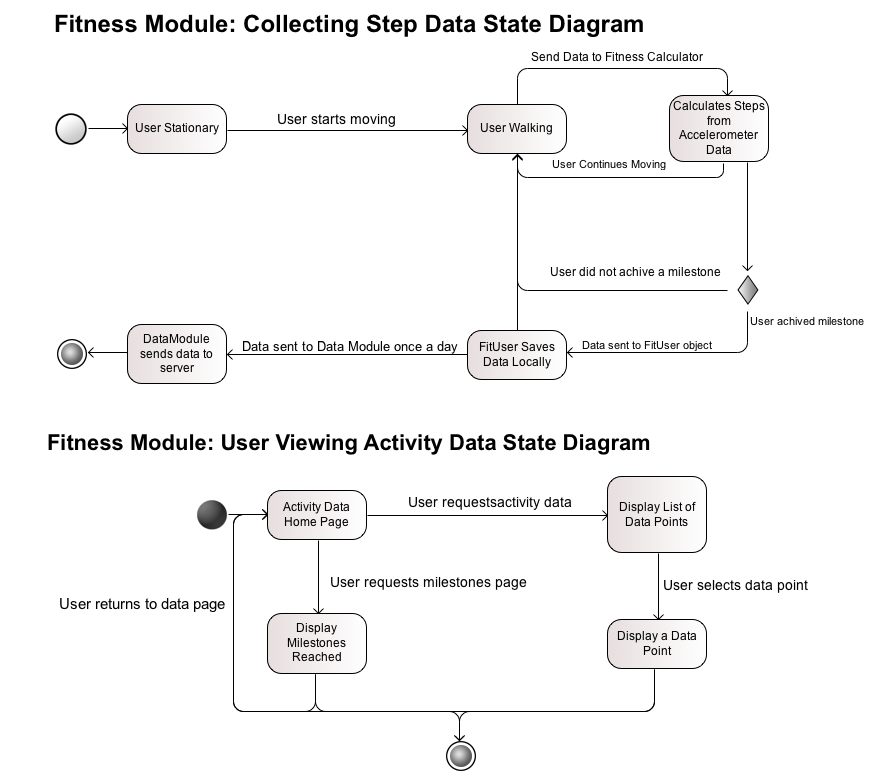 Fitness Module: Collecting Step Data State Diagram
Send Data to Fitness Calculator
User Stationary
User starts moving
User Walking
Calculates Steps
from
Accelerometer
Data
User Continues Moving
User did not achive a milestone
User achived milestone
DataModule
sends data to
server
Data sent to Data Module once a day
FitUser Saves
Data Locally
Data sent to FitUser object
Fitness Module: User Viewing Activity Data State Diagram
Activity Data
Home Page
User requestsactivity data
Display List of
Data Points
User requests milestones page
User selects data point
User returns to data page
Display
Milestones
Reached
Display a Data
Point